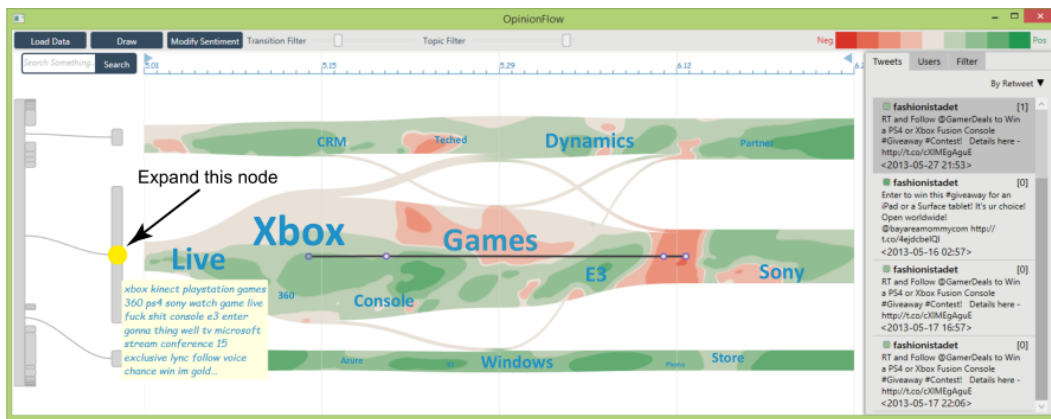 OpinionFlow
Load Data
Draw
Modify Sentiment
Transition Filter
Topic Filter
Neg
Pos
Search Something...
Search
5.01
5.15
5.29
6.12
Tweets
Users
Filter
By Retweet
CRM
Teched
Dynamics
Partner
Expand this node
Xbox
Games
Live
E3
Sony
360
Console
xbox kinect playstation games
360 ps4 sony watch game live
fuck shit console e3 enter
gonna thing well tv microsoft
stream conference 15
exclusive lync follow voice
chance win im gold...
Azure
Windows
Phone
Store
fashionistadet [1]
RT and Follow @GamerDeals to Win
a PS4 or Xbox Fusion Console
#Giveaway #Contest! Details here -
http://t.co/cXlMEgAguE
<2013-05-27 21:53>
fashionistadet [0]
Enter to win this #giveaway for an
iPad or a Surface tablet! It's ur choice!
Open worldwide!
@bayareamommycom http://
t.co/4ejdcbelQl
<2013-05-16 02:57>
fashionistadet [0]
RT and Follow @GamerDeals to Win
a PS4 or Xbox Fusion Console
#Giveaway #Contest! Details here -
http://t.co/cXlMEgAguE
<2013-05-17 16:57>
fashionistadet [0]
RT and Follow @GamerDeals to Win
a PS4 or Xbox Fusion Console
#Giveaway #Contest! Details here -
http://t.co/cXlMEgAguE
<2013-05-17 22:06>